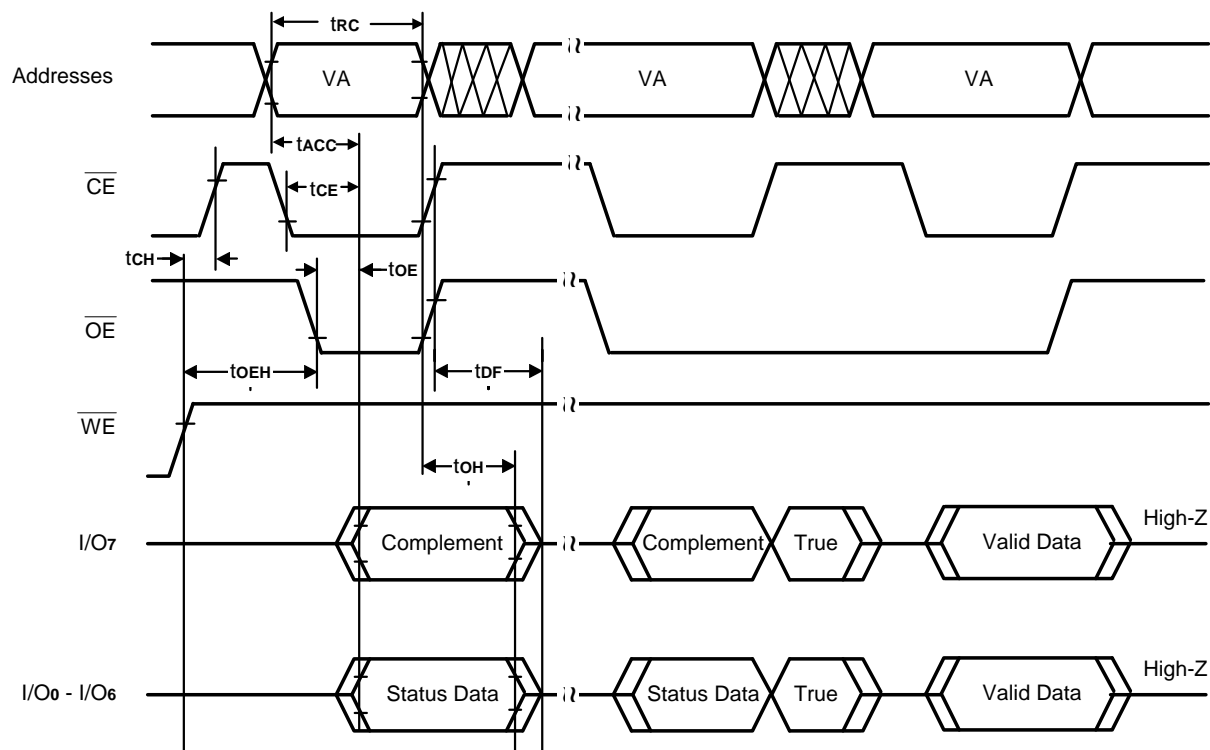 tRC
Addresses
VA
VA
VA
tACC
CE
tCE
tCH
tOE
OE
tOEH
tDF
WE
tOH
I/O7
Complement
Complement
True
Valid Data
High-Z
I/O0 - I/O6
Status Data
Status Data
True
Valid Data
High-Z